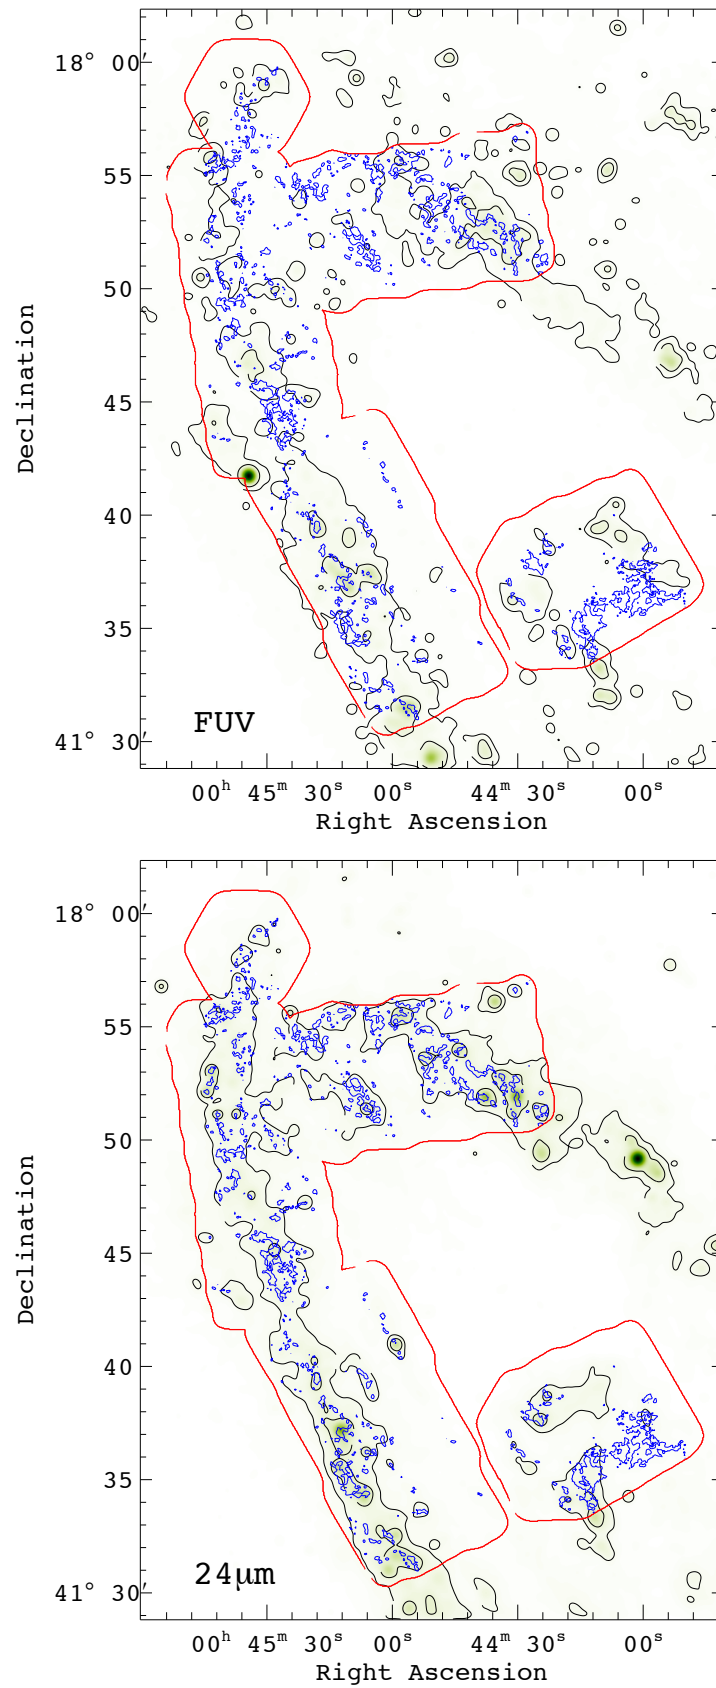 18° 00′
55
50
45
40
35
41° 30′
Declination
FUV
00ʰ 45ᵐ 30ˢ 00ˢ 44ᵐ 30ˢ 00ˢ
Right Ascension
18° 00′
55
50
45
40
35
41° 30′
Declination
24μm
00ʰ 45ᵐ 30ˢ 00ˢ 44ᵐ 30ˢ 00ˢ
Right Ascension